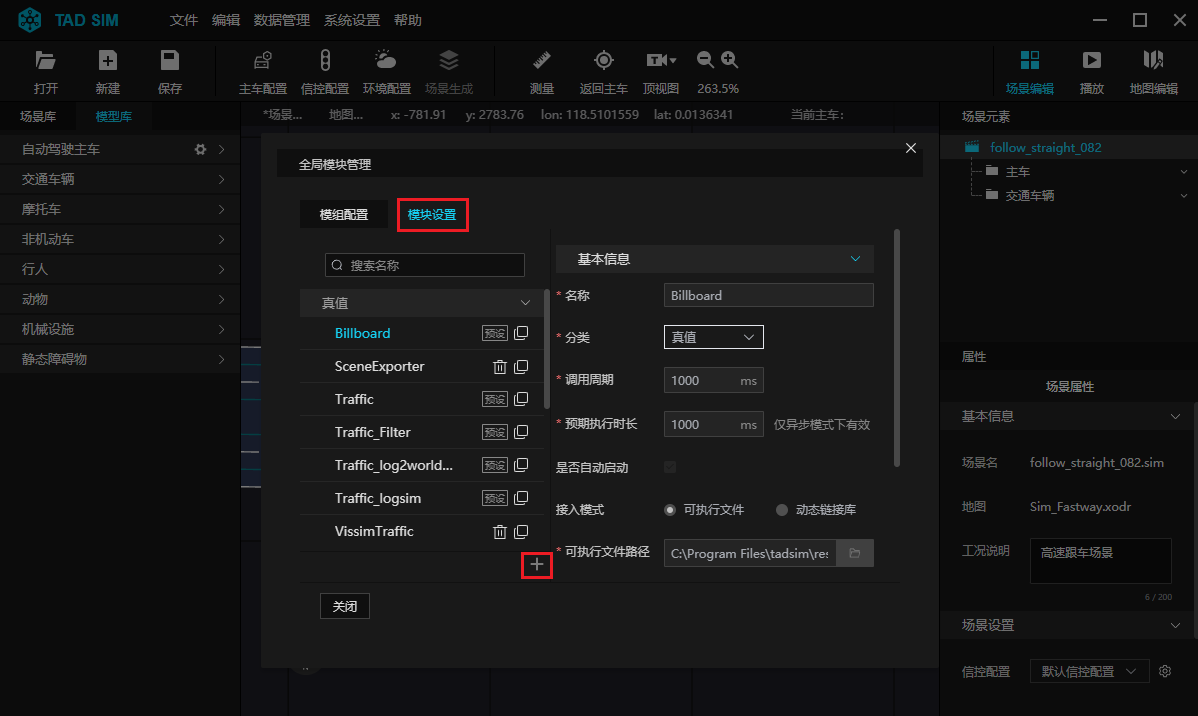 TAD SIM 文件 编辑 数据管理 系统设置 帮助
打开 新建 保存 主车配置 信控配置 环境配置 场景生成 测量 返回主车 顶视图 263.5% 场景编辑 播放 地图编辑
场景库 模型库
*场景... 地图... x: -781.91 y: 2783.76 lon: 118.5101559 lat: 0.0136341 当前主车:
场景元素
自动驾驶主车
交通车辆
摩托车
非机动车
行人
动物
机械设施
静态障碍物
全局模块管理
模组配置 模块设置
搜索名称
真值
Billboard 预设
SceneExporter
Traffic 预设
Traffic_Filter 预设
Traffic_log2world... 预设
Traffic_logsim 预设
VissimTraffic
关闭
基本信息
* 名称 Billboard
* 分类 真值
* 调用周期 1000 ms
* 预期执行时长 1000 ms 仅异步模式下有效
是否自动启动
接入模式 可执行文件 动态链接库
* 可执行文件路径 C:\Program Files\tadsim\res
follow_straight_082
主车
交通车辆
属性
场景属性
基本信息
场景名 follow_straight_082.sim
地图 Sim_Fastway.xodr
工况说明 高速跟车场景
6 / 200
场景设置
信控配置 默认信控配置